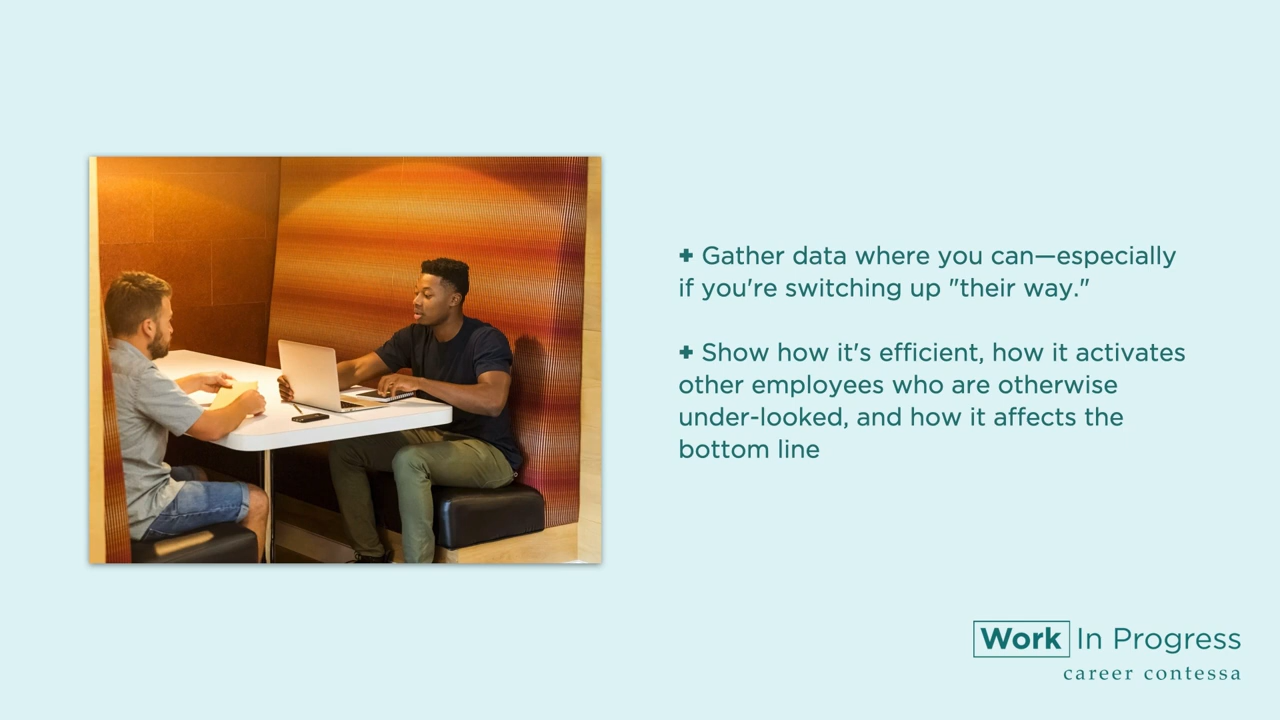 + Gather data where you can—especially
if you're switching up "their way."
+ Show how it's efficient, how it activates
other employees who are otherwise
under-looked, and how it affects the
bottom line
Work In Progress
career contessa